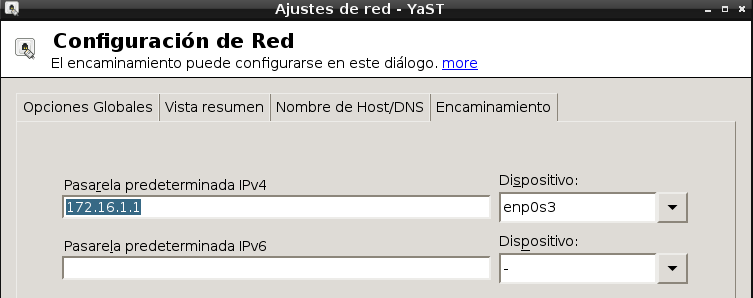 Ajustes de red - YaST
Configuración de Red
El encaminamiento puede configurarse en este diálogo. more
Opciones Globales Vista resumen Nombre de Host/DNS Encaminamiento
Pasarela predeterminada IPv4 Dispositivo:
172.16.1.1 enp0s3
Pasarela predeterminada IPv6 Dispositivo:
-